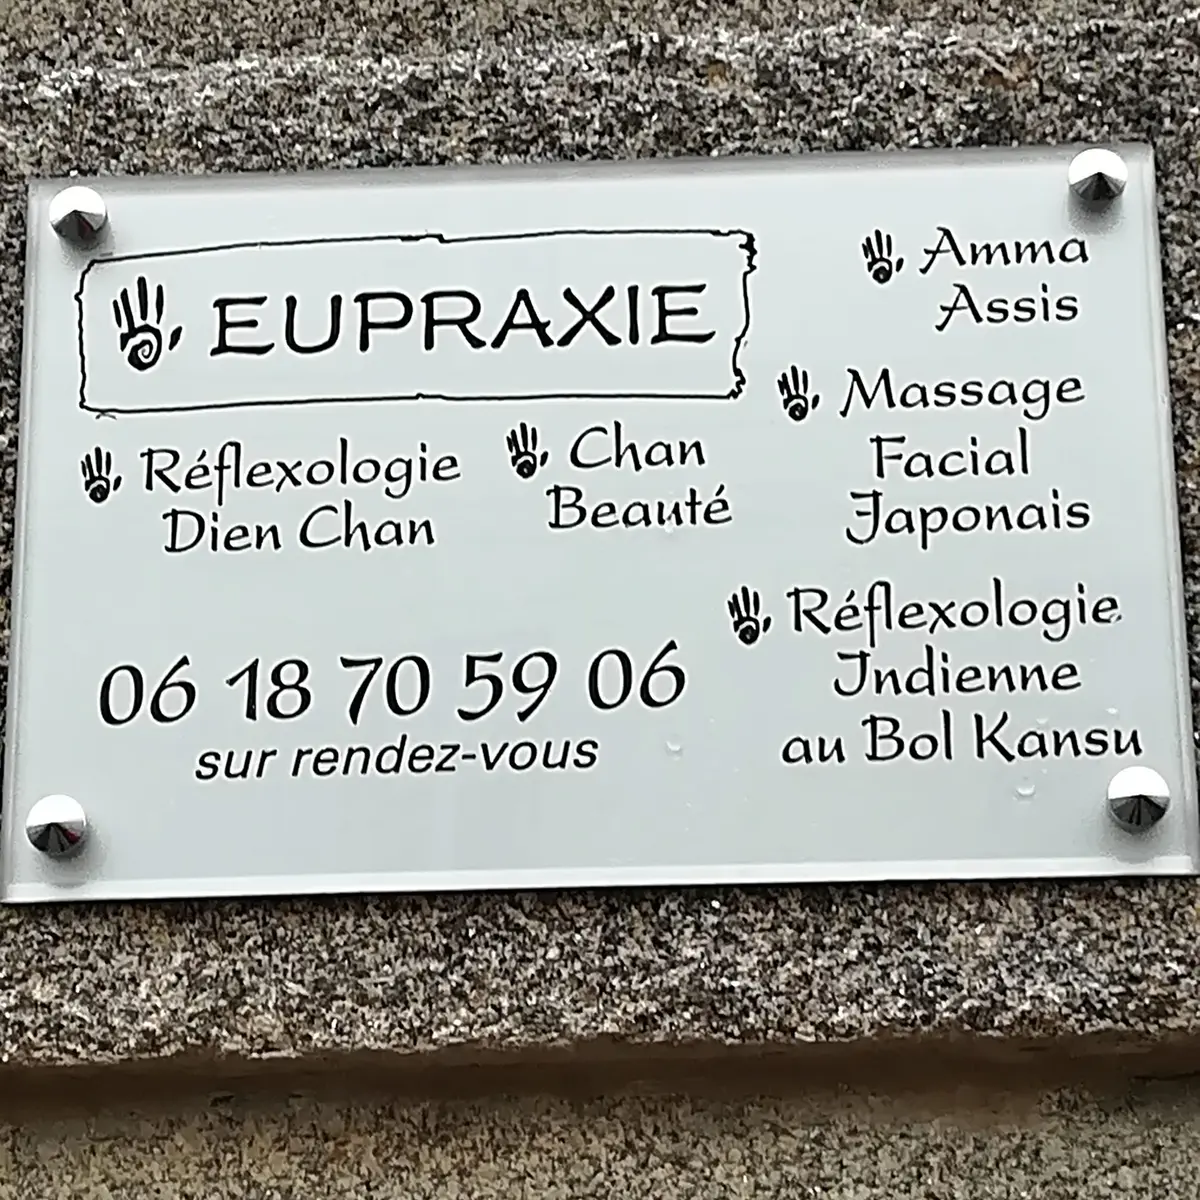 EUPRAXIE
Réflexologie
Dien Chan
Chan
Beauté
06 18 70 59 06
sur rendez-vous
Amma
Assis
Massage
Facial
Japonais
Réflexologie
Indienne
au Bol Kansu